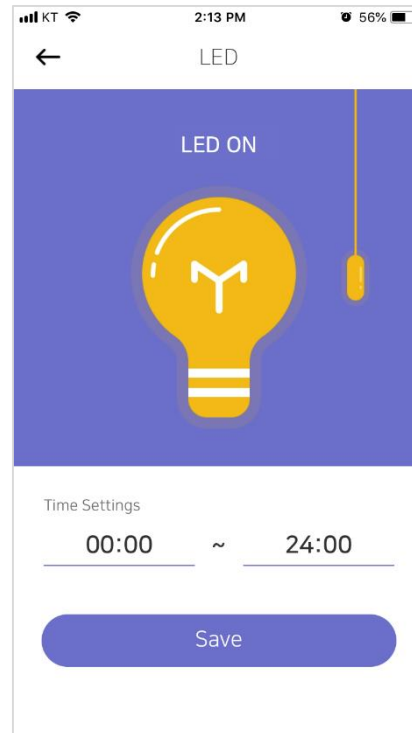 KT 2:13 PM 56%
LED
LED ON
Time Settings
00:00 ~ 24:00
Save